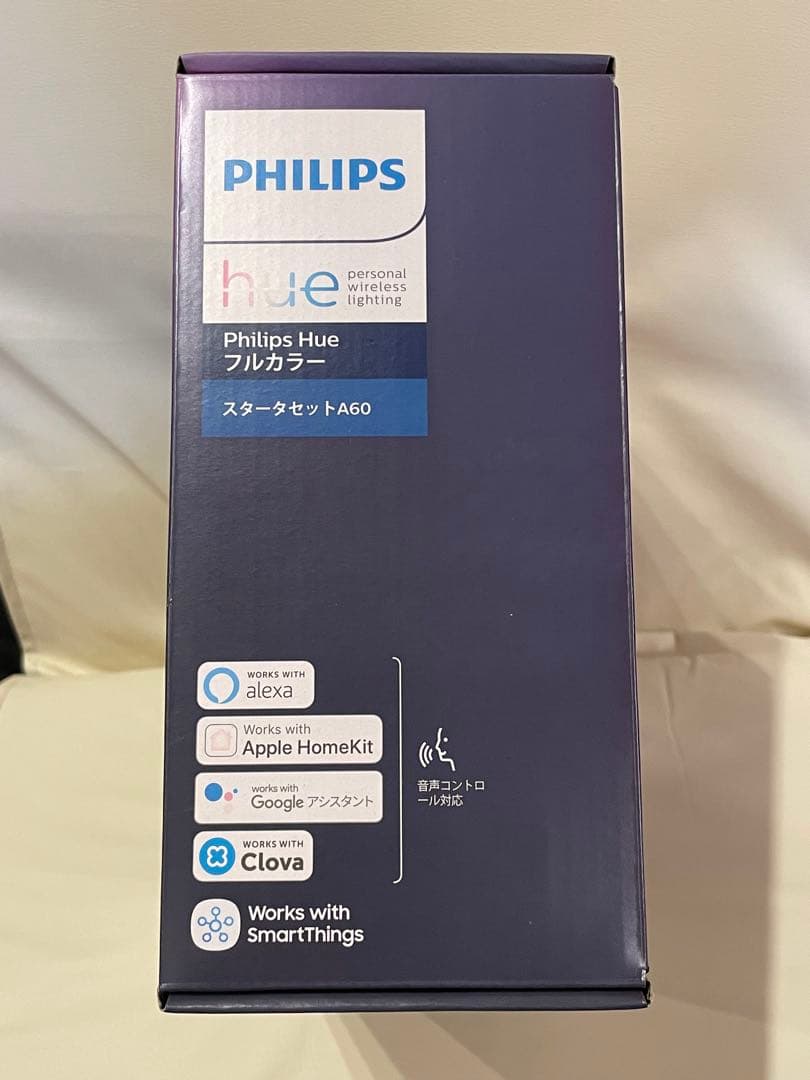 PHILIPS
hue
personal
wireless
lighting
Philips Hue
フルカラー
スタータセットA60
WORKS WITH
alexa
Works with
Apple HomeKit
works with
Google アシスタント
WORKS WITH
Clova
音声コントロ
ール対応
Works with
SmartThings